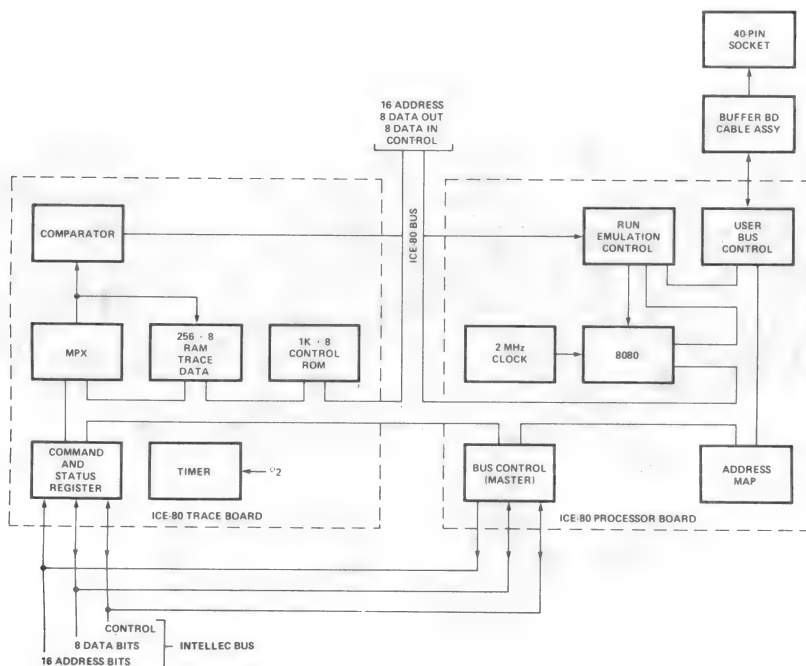 40-PIN
SOCKET
16 ADDRESS
8 DATA OUT
8 DATA IN
CONTROL
BUFFER BD
CABLE ASSY
COMPARATOR
ICE-80 BUS
RUN
EMULATION
CONTROL
USER
BUS
CONTROL
MPX
256 · 8
RAM
TRACE
DATA
1K · 8
CONTROL
ROM
2 MHz
CLOCK
8080
COMMAND
AND
STATUS
REGISTER
TIMER
φ2
BUS CONTROL
(MASTER)
ADDRESS
MAP
ICE-80 TRACE BOARD
ICE-80 PROCESSOR BOARD
CONTROL
8 DATA BITS
16 ADDRESS BITS
INTELLEC BUS